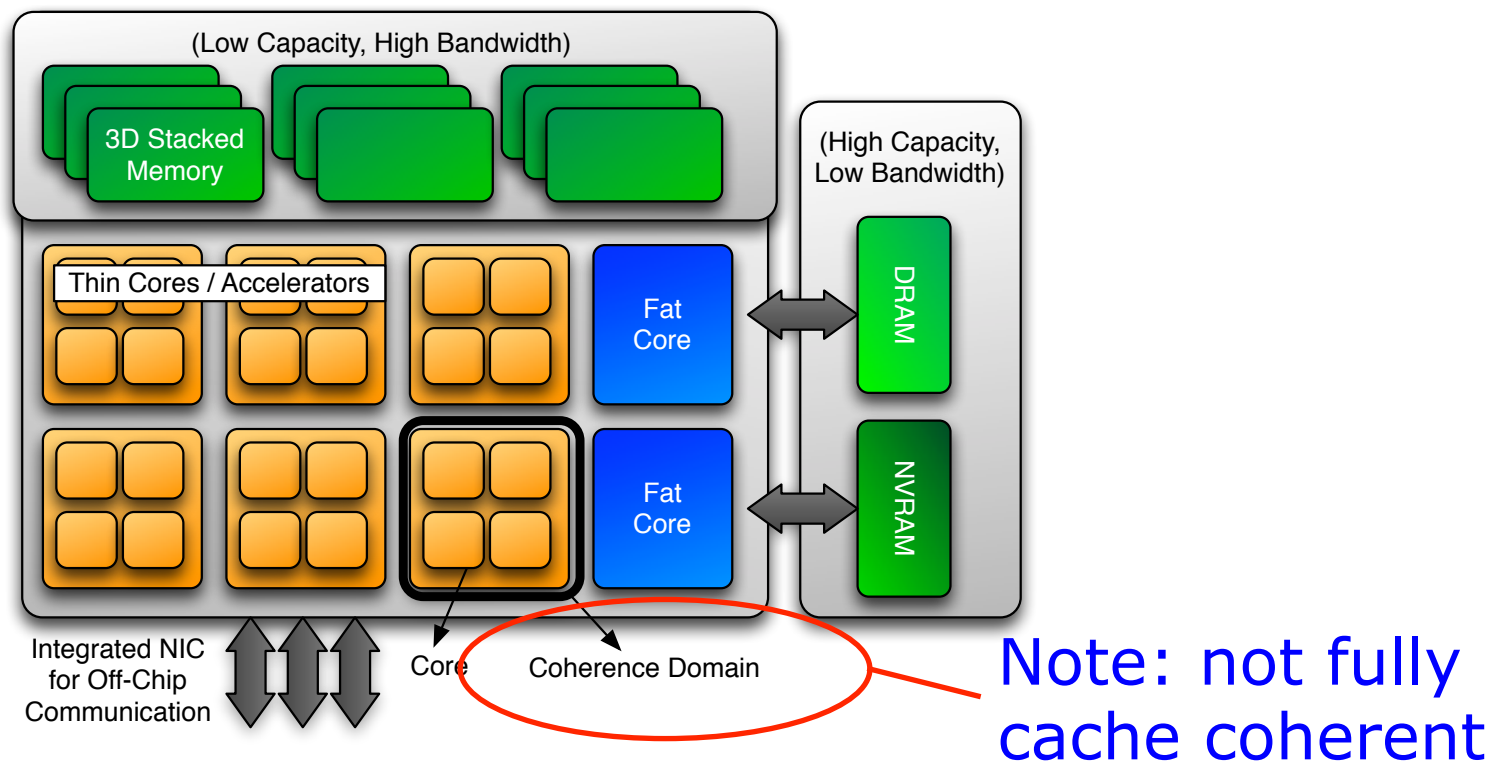 (Low Capacity, High Bandwidth)
3D Stacked
Memory
(High Capacity,
Low Bandwidth)
Thin Cores / Accelerators
Fat
Core
DRAM
Fat
Core
NVRAM
Integrated NIC
for Off-Chip
Communication
Core
Coherence Domain
Note: not fully
cache coherent